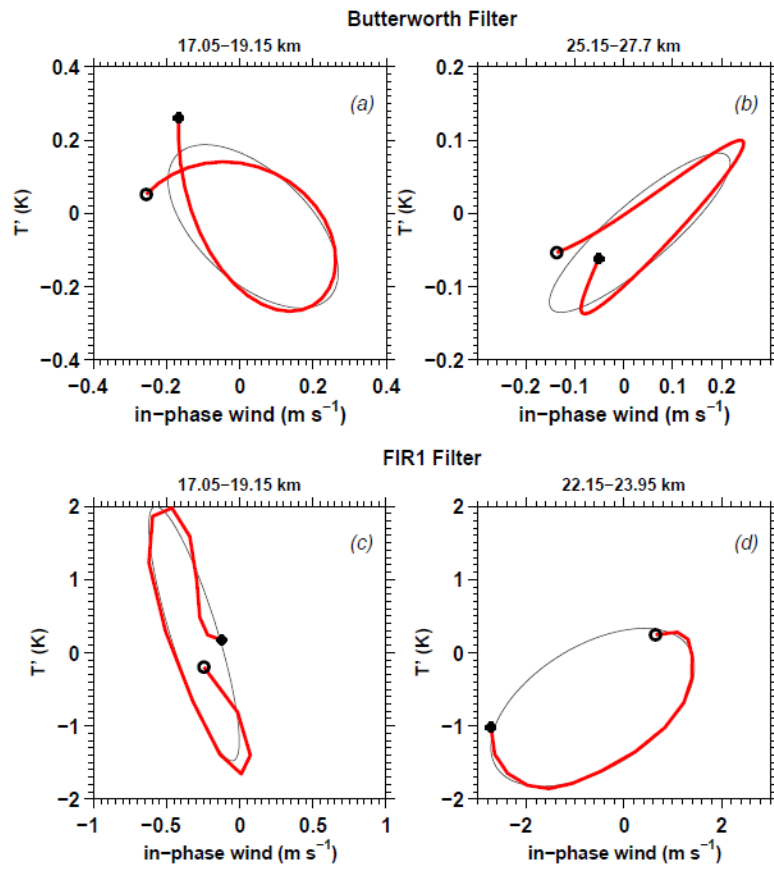 Butterworth Filter
17.05−19.15 km
25.15−27.7 km
(a)
(b)
T' (K)
0.4
0.2
0
−0.2
−0.4
−0.4
−0.2
0
0.2
0.4
in−phase wind (m s⁻¹)
T' (K)
0.2
0.1
0
−0.1
−0.2
−0.2
−0.1
0
0.1
0.2
in−phase wind (m s⁻¹)
FIR1 Filter
17.05−19.15 km
22.15−23.95 km
(c)
(d)
T' (K)
2
1
0
−1
−2
−1
0.5
0
0.5
1
in−phase wind (m s⁻¹)
T' (K)
2
1
0
−1
−2
−2
0
2
in−phase wind (m s⁻¹)